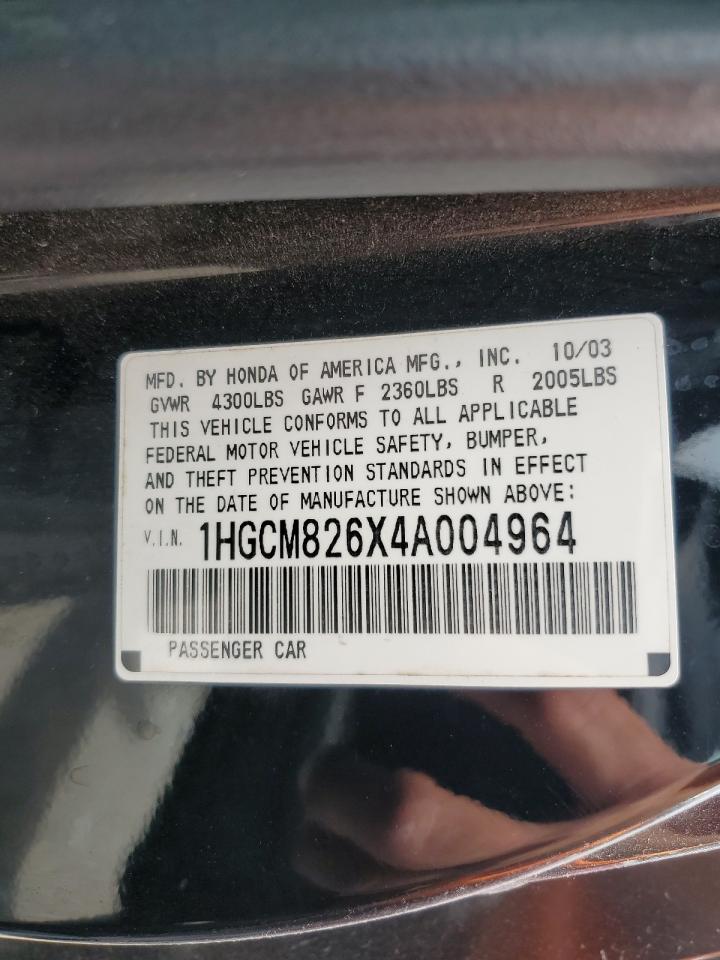 MFD. BY HONDA OF AMERICA MFG., INC. 10/03
GVWR 4300LBS GAWR F 2360LBS R 2005LBS
THIS VEHICLE CONFORMS TO ALL APPLICABLE
FEDERAL MOTOR VEHICLE SAFETY, BUMPER,
AND THEFT PREVENTION STANDARDS IN EFFECT
ON THE DATE OF MANUFACTURE SHOWN ABOVE:
V.I.N. 1HGCM826X4A004964
PASSENGER CAR